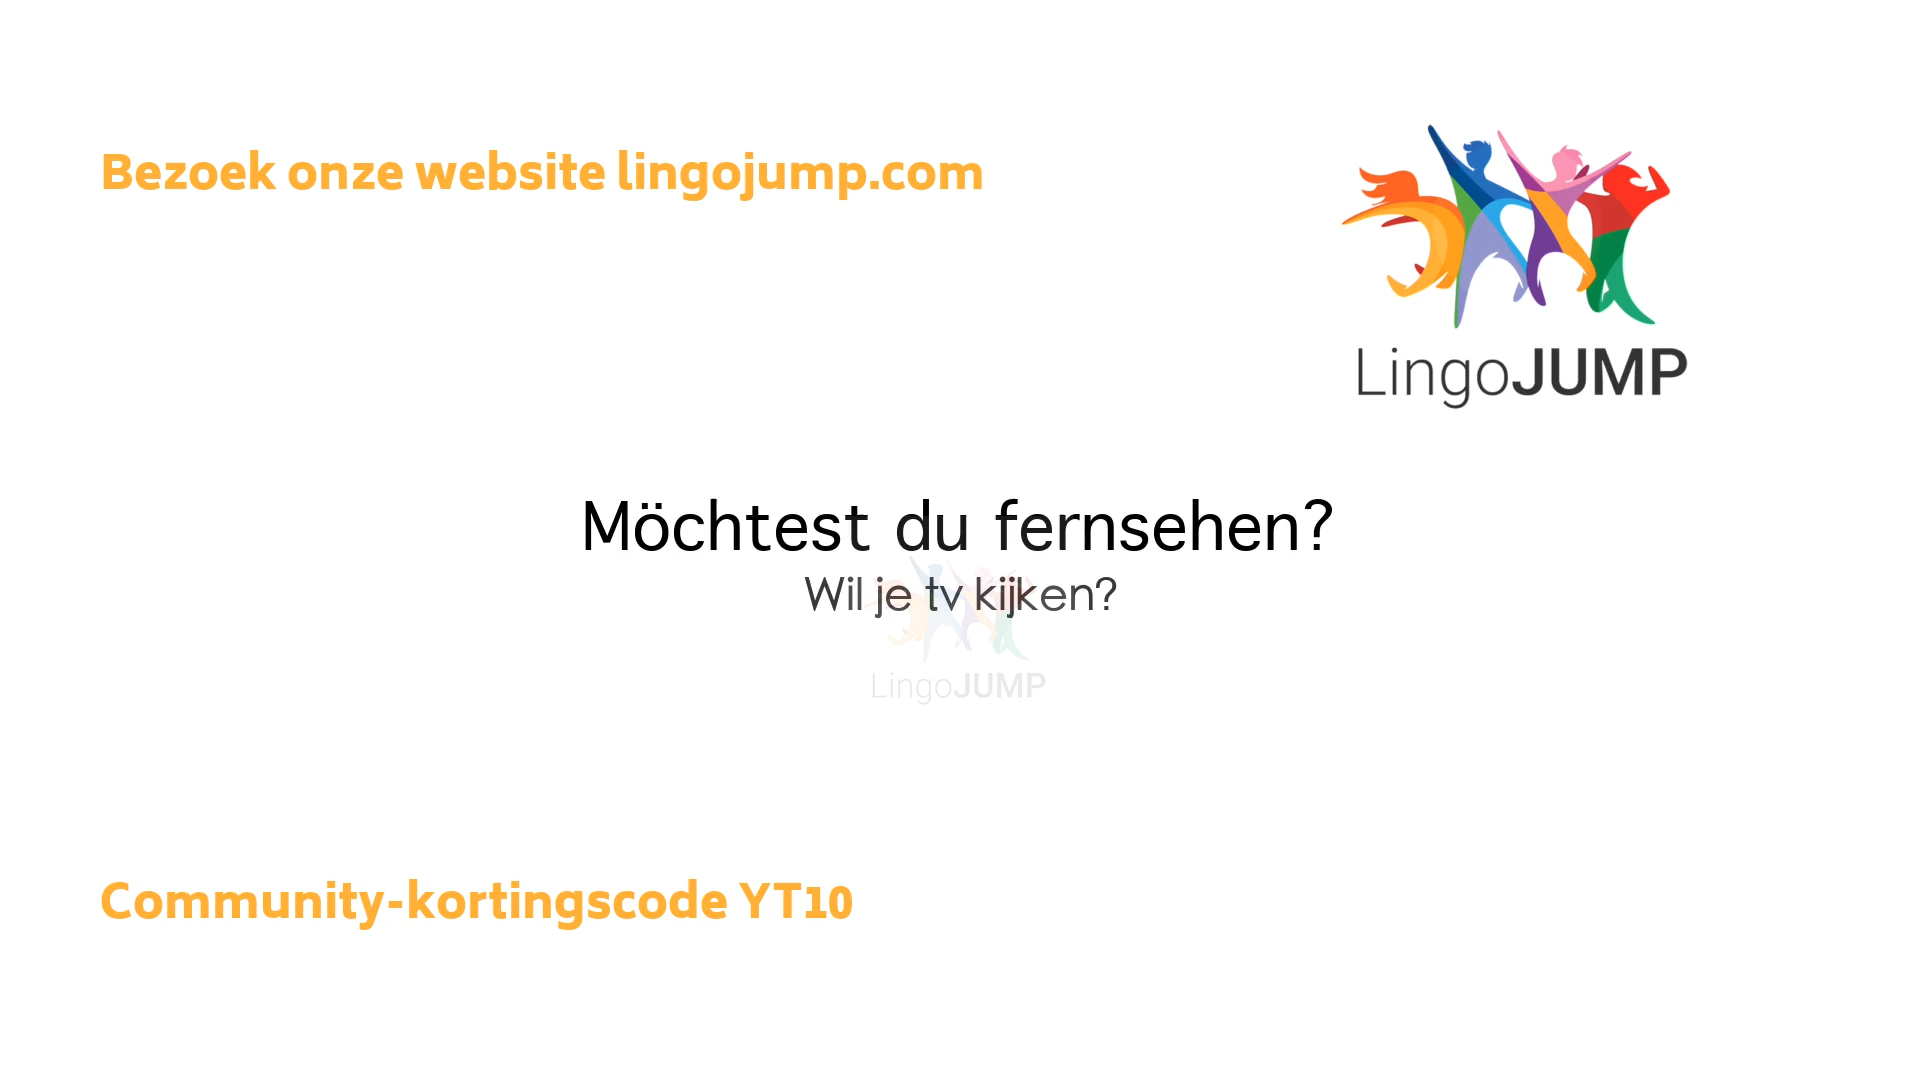 Bezoek onze website lingojump.com
LingoJUMP
Möchtest du fernsehen?
Wil je tv kijken?
LingoJUMP
Community-kortingscode YT10